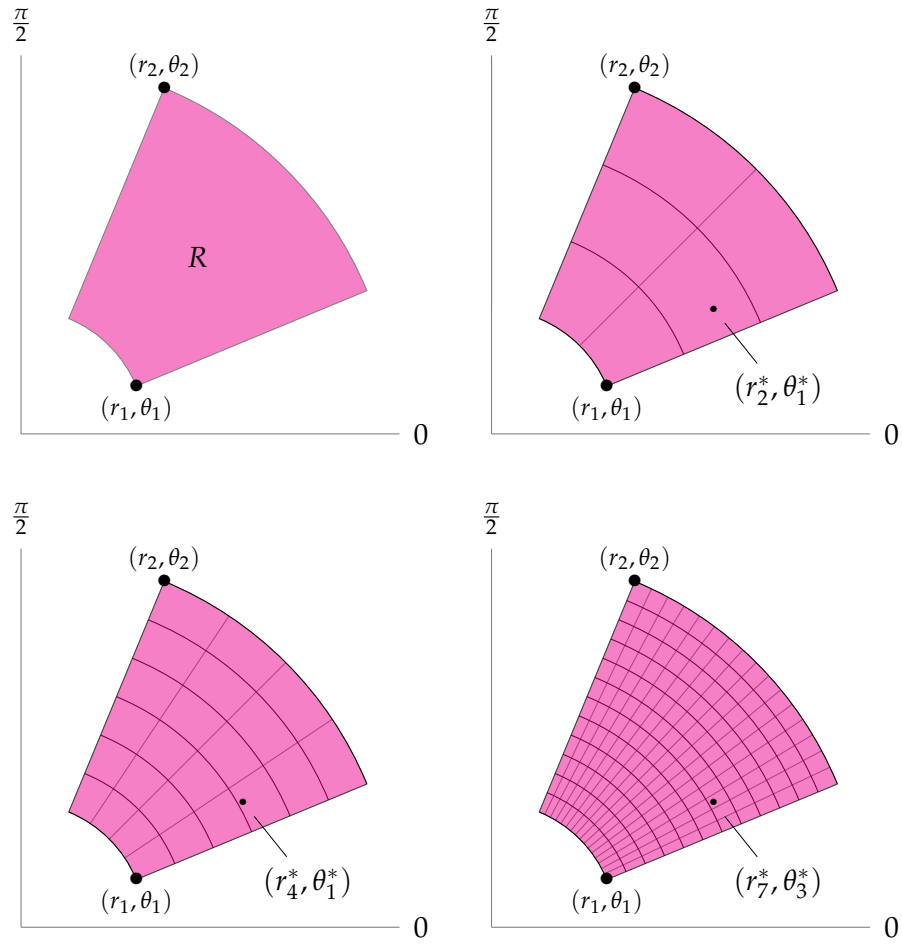 π/2
(r₂, θ₂)
R
(r₁, θ₁)
0
π/2
(r₂, θ₂)
(r₂*, θ₁*)
(r₁, θ₁)
0
π/2
(r₂, θ₂)
(r₄*, θ₁*)
(r₁, θ₁)
0
π/2
(r₂, θ₂)
(r₇*, θ₃*)
(r₁, θ₁)
0